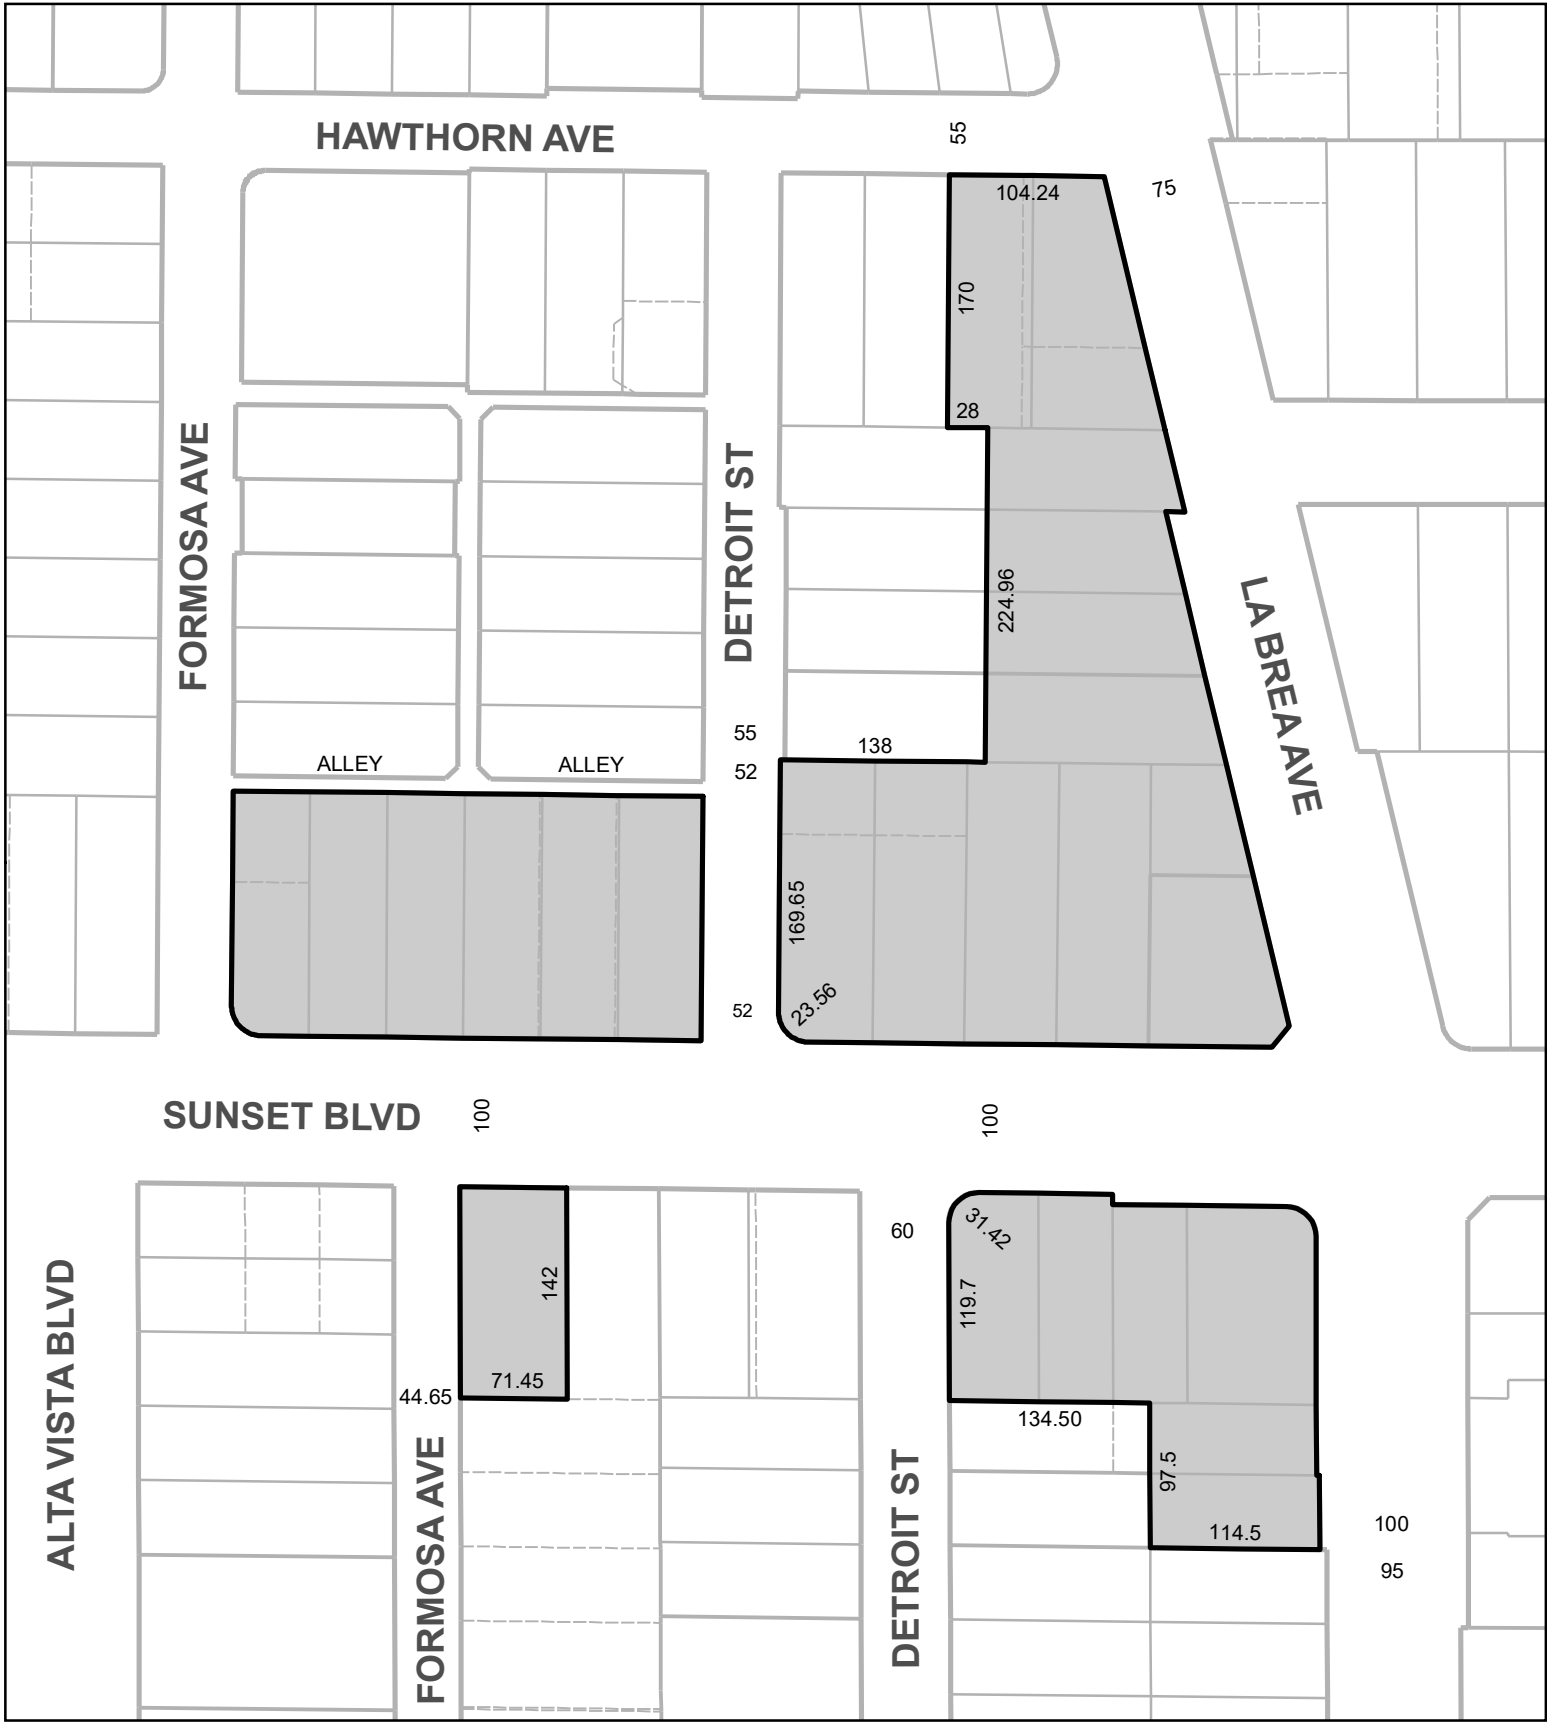 HAWTHORN AVE
55
104.24
75
170
28
FORMOSA AVE
DETROIT ST
224.96
LA BREA AVE
55
138
ALLEY
ALLEY
52
169.65
23.56
52
SUNSET BLVD
100
100
60
31.42
142
119.7
ALTA VISTA BLVD
71.45
44.65
134.50
FORMOSA AVE
DETROIT ST
97.5
114.5
100
95